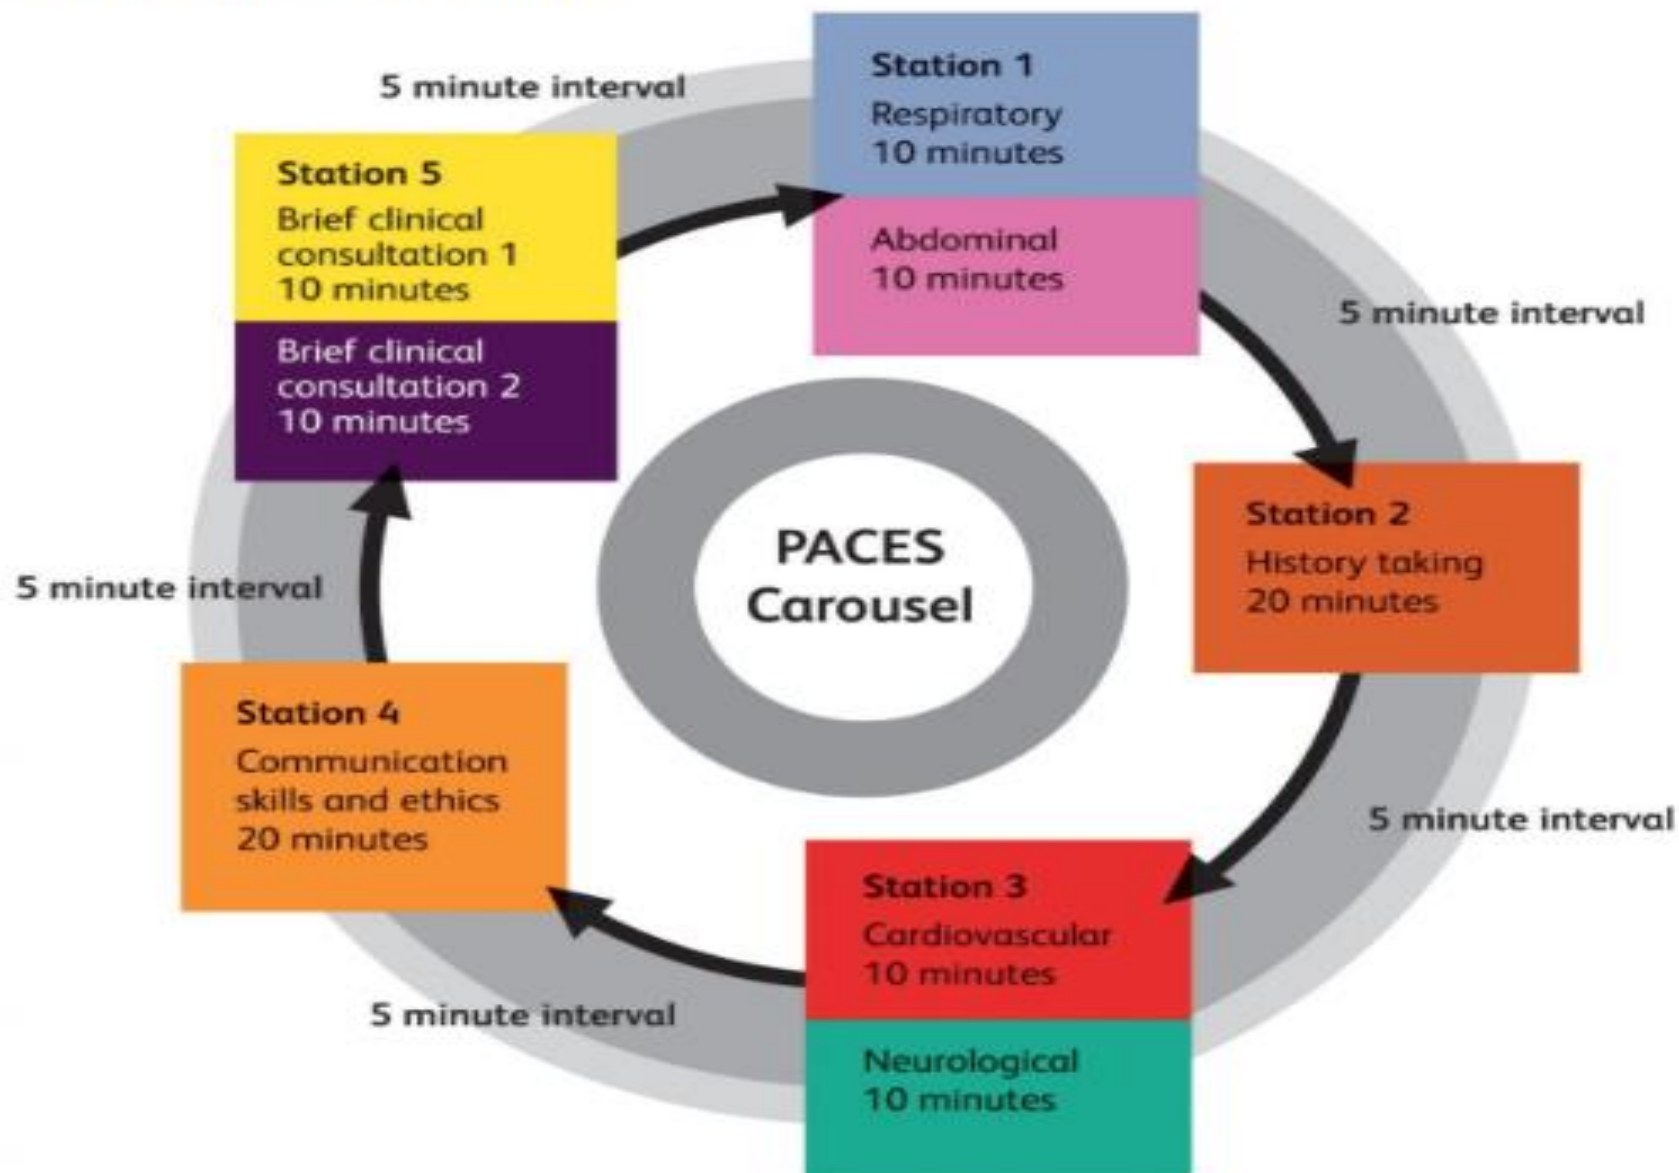 5 minute interval
Station 1
Respiratory
10 minutes
Abdominal
10 minutes
5 minute interval
Station 2
History taking
20 minutes
5 minute interval
Station 3
Cardiovascular
10 minutes
Neurological
10 minutes
5 minute interval
Station 4
Communication
skills and ethics
20 minutes
5 minute interval
Station 5
Brief clinical
consultation 1
10 minutes
Brief clinical
consultation 2
10 minutes
PACES
Carousel